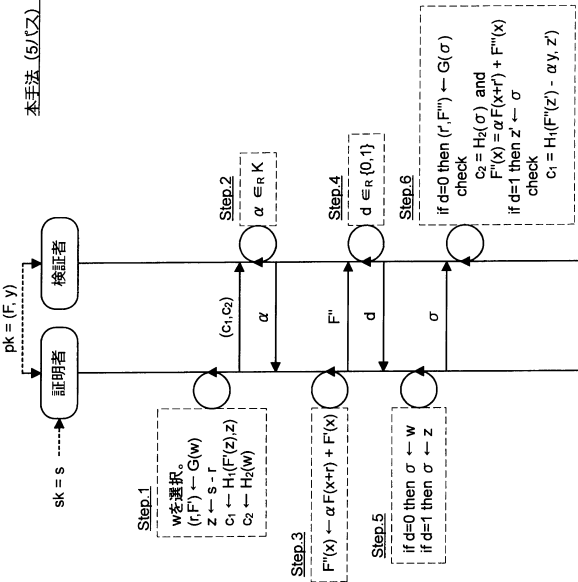 本手法 (5パス)
pk = (F, y)
sk = s
証明者
検証者
Step.1
wを選択。
(r,F') ← G(w)
z ← s - r
c₁ ← H₁(F'(z),z)
c₂ ← H₂(w)
(c₁,c₂)
Step.2
α ∈R K
α
Step.3
F''(x) ← αF(x+r) + F'(x)
F''
Step.4
d ∈R {0,1}
d
Step.5
if d=0 then σ ← w
if d=1 then σ ← z
σ
Step.6
if d=0 then (r',F''') ← G(σ)
check
c₂ = H₂(σ) and
F''(x) = αF(x+r') + F'''(x)
if d=1 then z' ← σ
check
c₁ = H₁(F''(z') - αy, z')